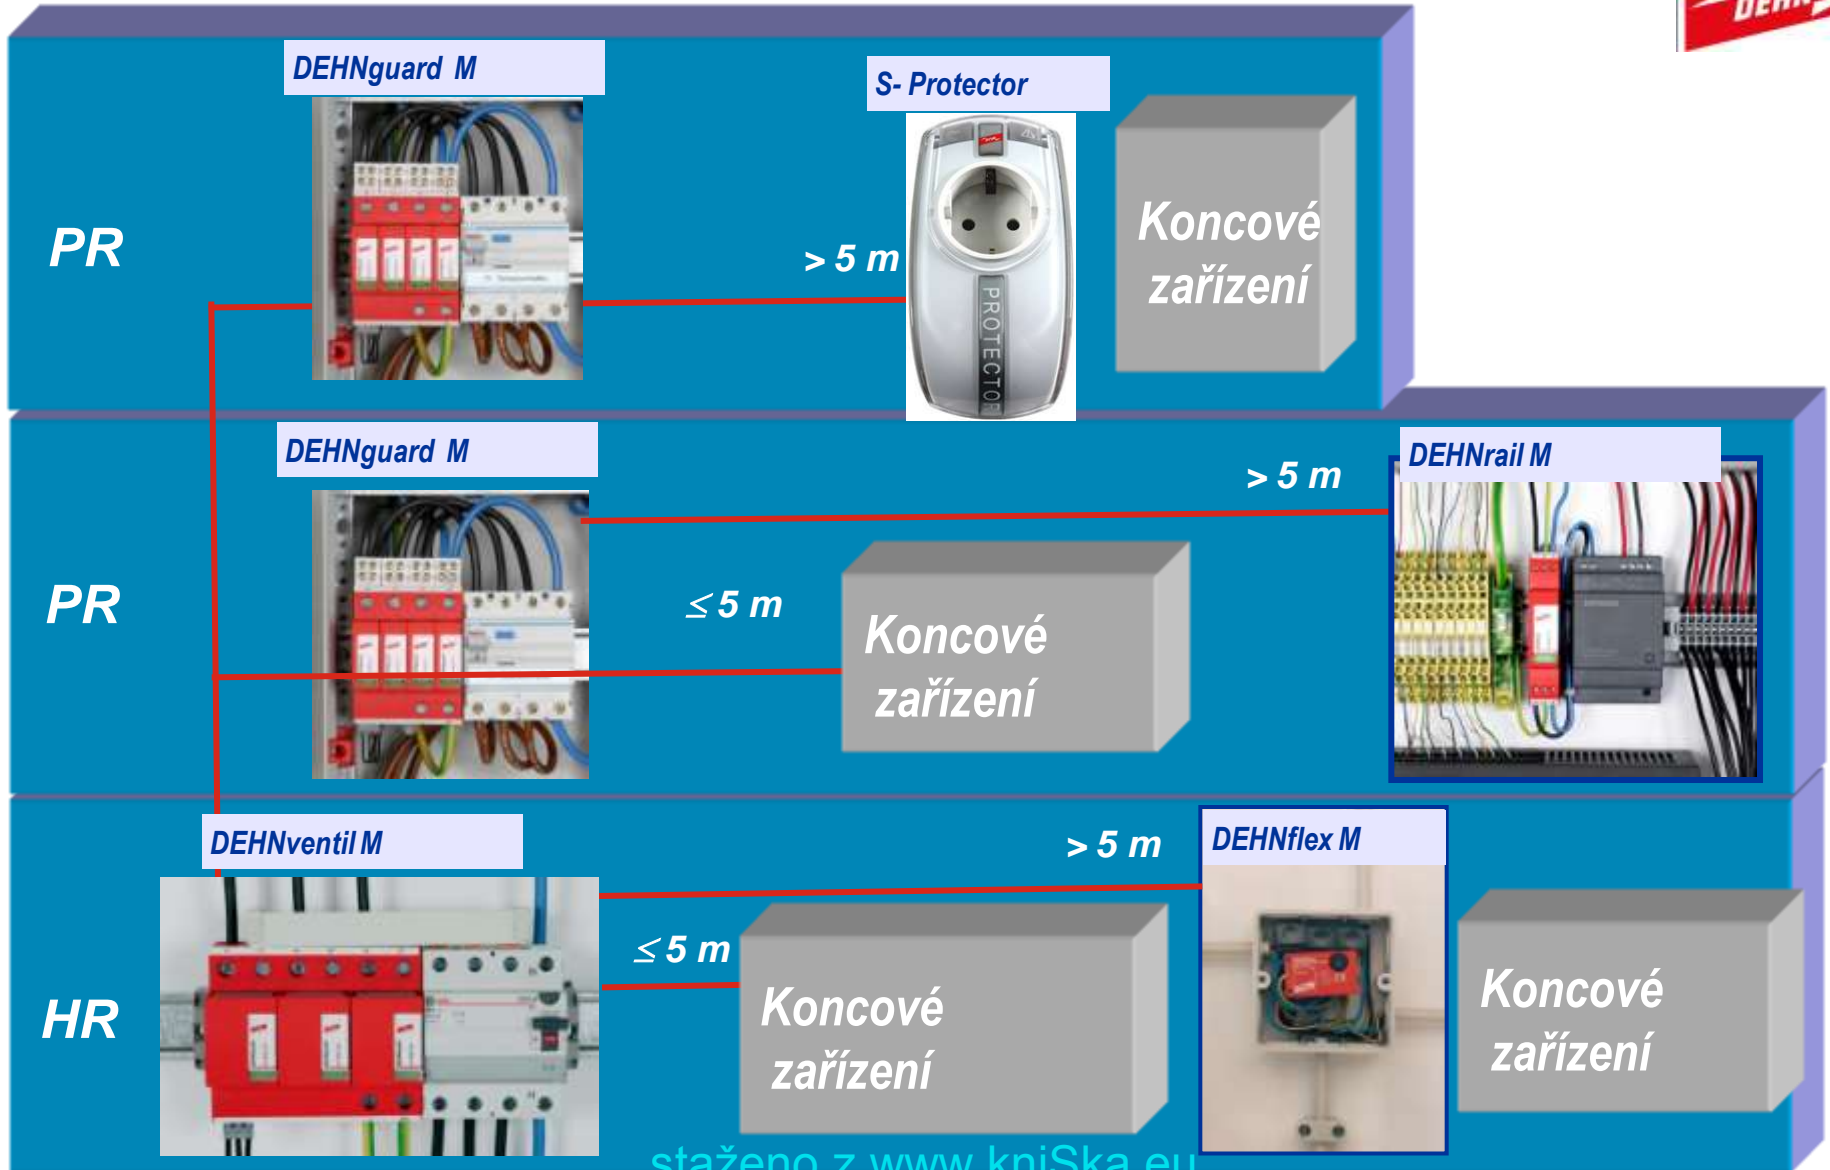 DEHN
DEHNguard M
S- Protector
PR
> 5 m
Koncové
zařízení
PROTECTOR
DEHNguard M
> 5 m
DEHNrail M
PR
≤ 5 m
Koncové
zařízení
DEHNventil M
> 5 m
DEHNflex M
HR
≤ 5 m
Koncové
zařízení
Koncové
zařízení
staženo z www.kniSka.eu